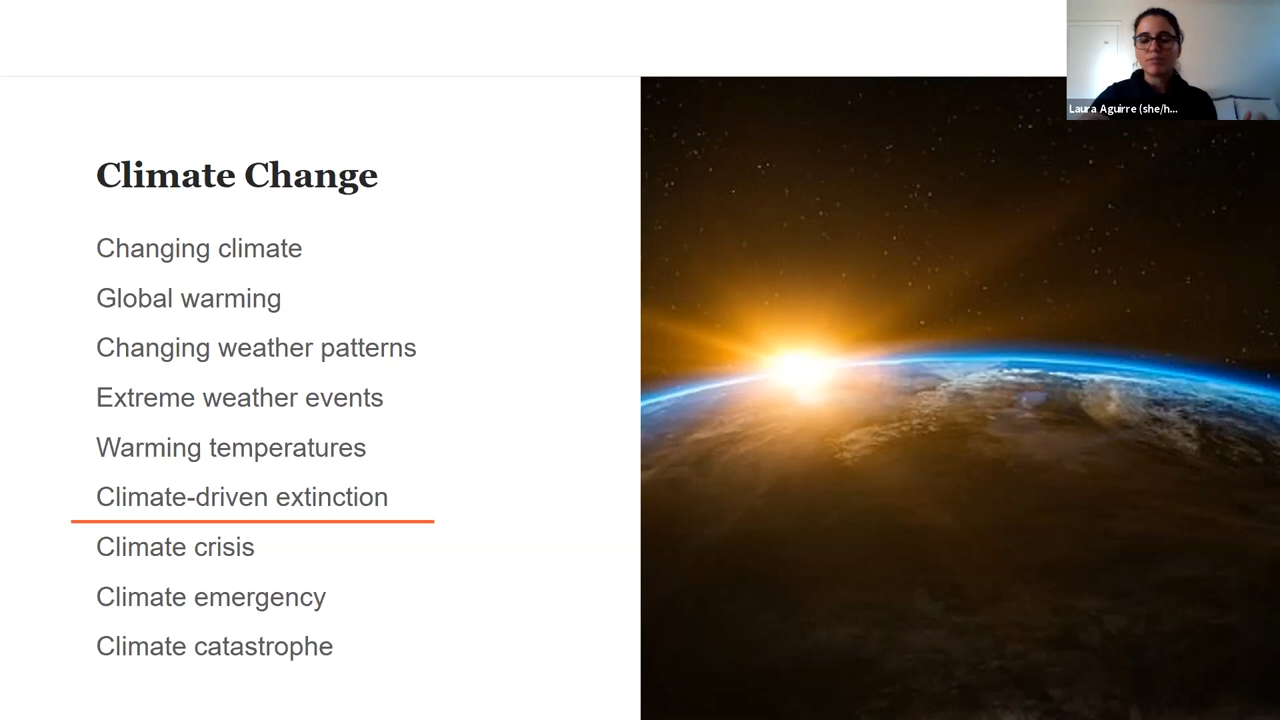 Laura Aguirre (she/h...
Climate Change
Changing climate
Global warming
Changing weather patterns
Extreme weather events
Warming temperatures
Climate-driven extinction
Climate crisis
Climate emergency
Climate catastrophe